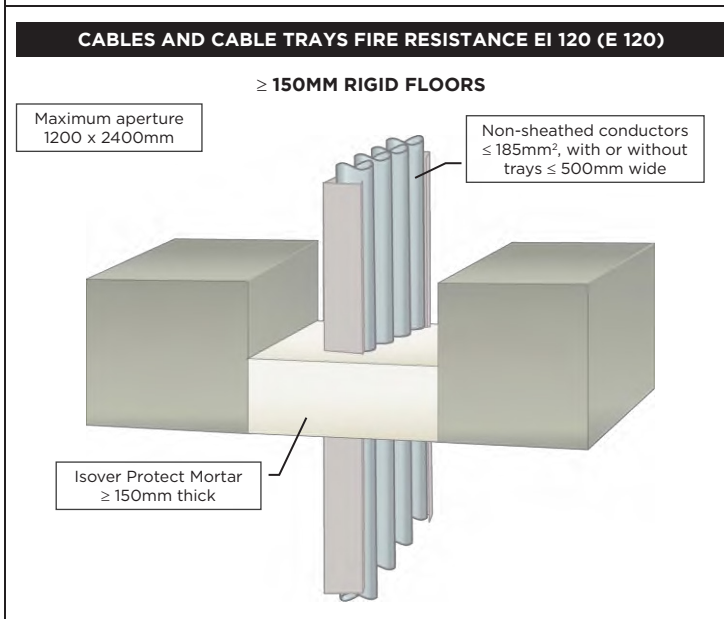 CABLES AND CABLE TRAYS FIRE RESISTANCE EI 120 (E 120)
≥ 150MM RIGID FLOORS
Maximum aperture
1200 x 2400mm
Non-sheathed conductors
≤ 185mm², with or without
trays ≤ 500mm wide
Isover Protect Mortar
≥ 150mm thick